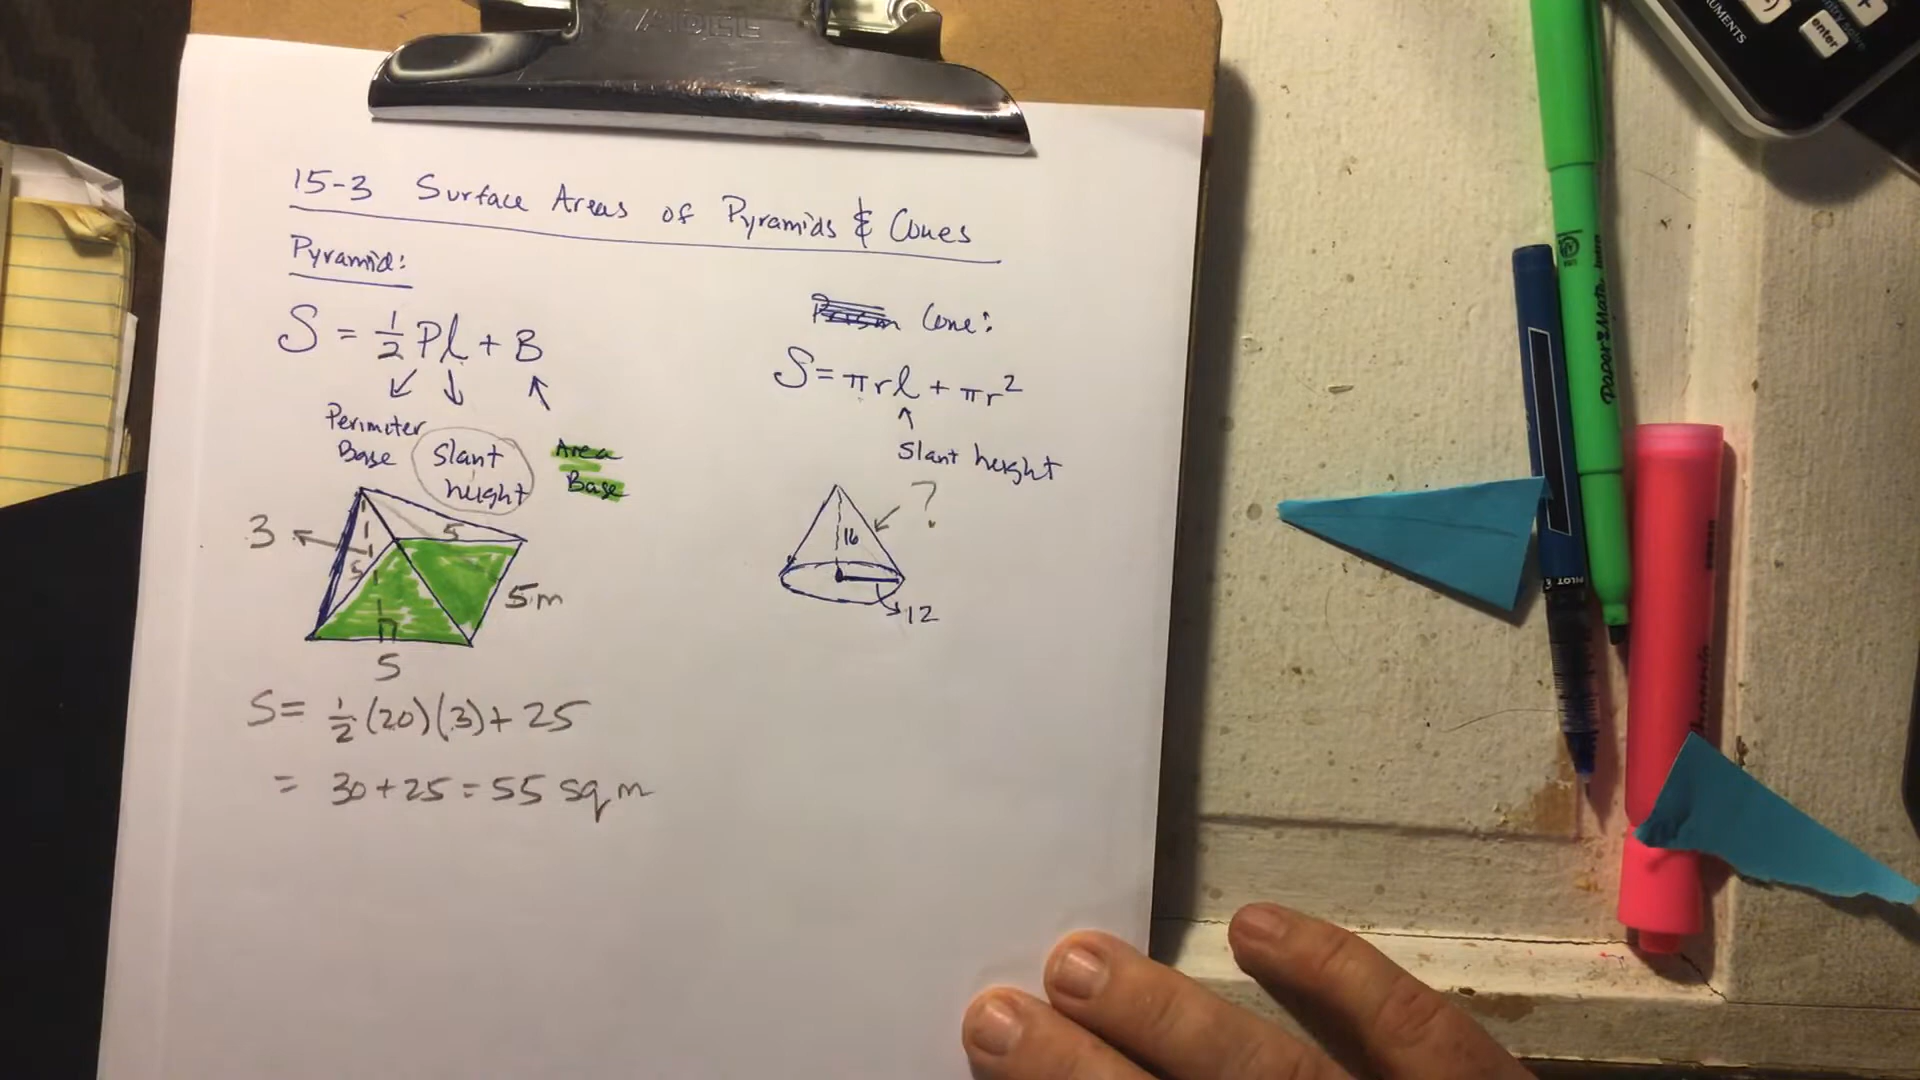 15-3 Surface Areas of Pyramids & Cones
Pyramid:
S = 1/2 Pl + B
Perimeter Base
Slant height
Area Base
3
5
5
5m
5
S = 1/2 (20)(3) + 25
= 30 + 25 = 55 sq m
Cone:
S = πrl + πr²
Slant height
?
16
12
enter
PaperMate
PILOT